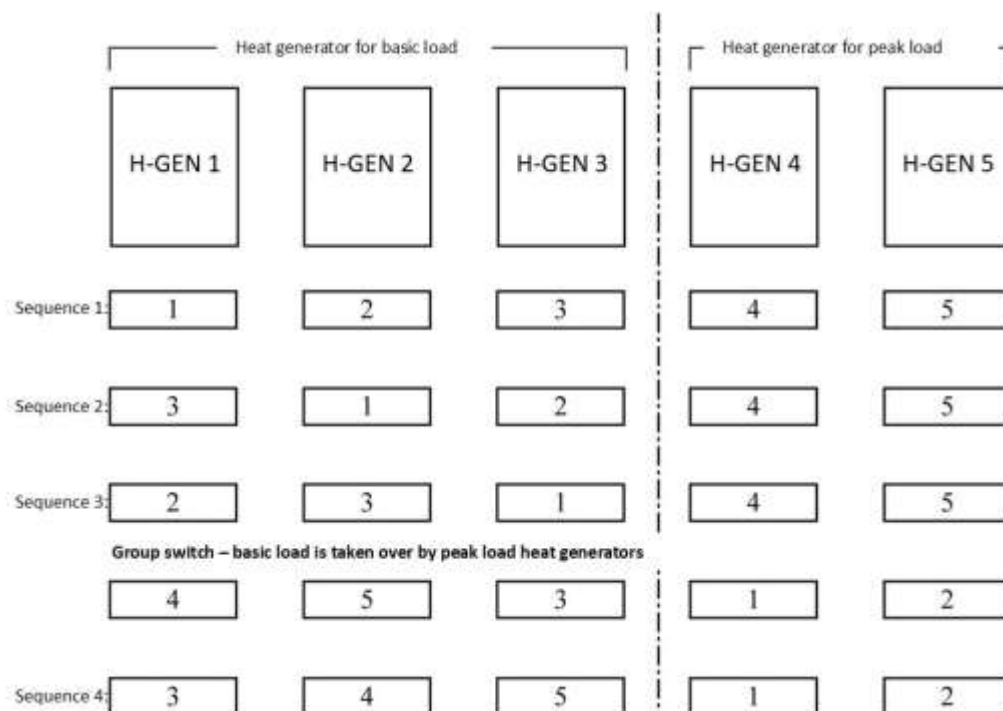 Heat generator for basic load Heat generator for peak load
H-GEN 1 H-GEN 2 H-GEN 3 H-GEN 4 H-GEN 5
Sequence 1: 1 2 3 4 5
Sequence 2: 3 1 2 4 5
Sequence 3: 2 3 1 4 5
Group switch – basic load is taken over by peak load heat generators
4 5 3 1 2
Sequence 4: 3 4 5 1 2